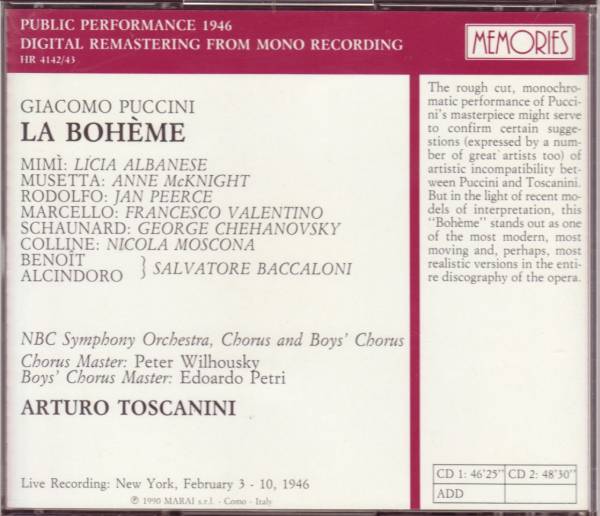 PUBLIC PERFORMANCE 1946
DIGITAL REMASTERING FROM MONO RECORDING
HR 4142/43
MEMORIES
GIACOMO PUCCINI
LA BOHÈME
MIMÌ: LICIA ALBANESE
MUSETTA: ANNE McKNIGHT
RODOLFO: JAN PEERCE
MARCELLO: FRANCESCO VALENTINO
SCHAUNARD: GEORGE CHEHANOVSKY
COLLINE: NICOLA MOSCONA
BENOÎT
ALCINDORO } SALVATORE BACCALONI
NBC Symphony Orchestra, Chorus and Boys' Chorus
Chorus Master: Peter Wilhousky
Boys' Chorus Master: Edoardo Petri
ARTURO TOSCANINI
Live Recording: New York, February 3 - 10, 1946
℗ 1990 MARAI s.r.l. - Como - Italy
The rough cut, monochro-
matic performance of Pucci-
ni's masterpiece might serve
to confirm certain sugge-
stions (expressed by a num-
ber of great artists too) of
artistic incompatibility bet-
ween Puccini and Toscanini.
But in the light of recent mo-
dels of interpretation, this
"Bohème" stands out as one
of the most modern, most
moving and, perhaps, most
realistic versions in the enti-
re discography of the opera.
CD 1: 46'25" CD 2: 48'30"
ADD